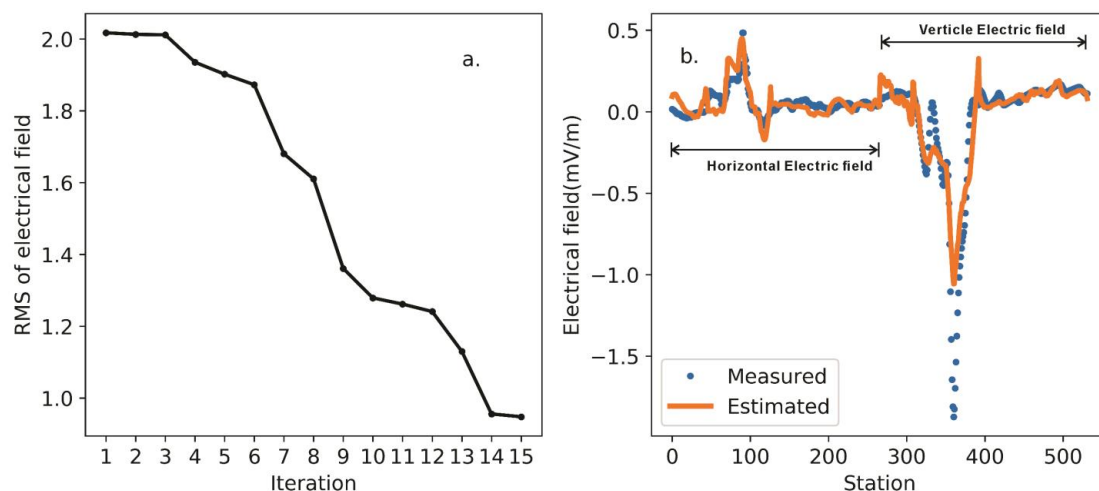 a.
2.0
1.8
1.6
1.4
1.2
1.0
RMS of electrical field
1 2 3 4 5 6 7 8 9 10 11 12 13 14 15
Iteration
b.
Verticle Electric field
Horizontal Electric field
0.5
0.0
−0.5
−1.0
−1.5
Electrical field(mV/m)
Measured
Estimated
0 100 200 300 400 500
Station